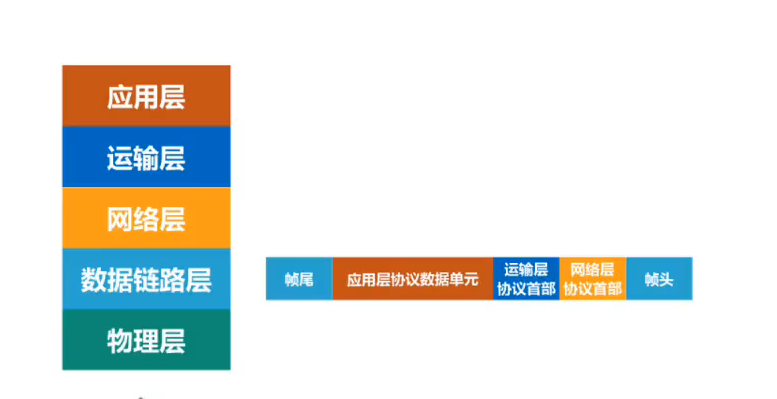 应用层
运输层
网络层
数据链路层
物理层
帧尾
应用层协议数据单元
运输层
协议首部
网络层
协议首部
帧头